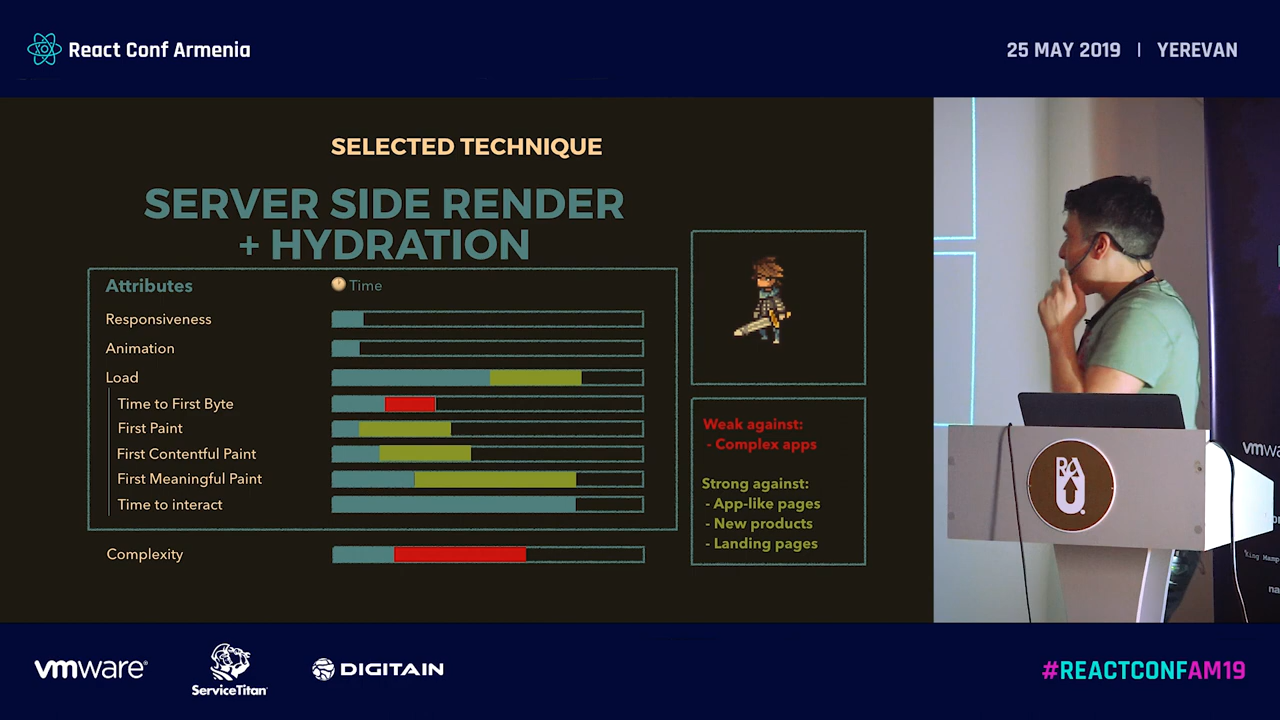 React Conf Armenia
25 MAY 2019 | YEREVAN
SELECTED TECHNIQUE
SERVER SIDE RENDER
+ HYDRATION
Attributes
Time
Responsiveness
Animation
Load
Time to First Byte
First Paint
First Contentful Paint
First Meaningful Paint
Time to interact
Complexity
Weak against:
- Complex apps
Strong against:
- App-like pages
- New products
- Landing pages
RAU
vmwa
vmware
ServiceTitan
DIGITAIN
#REACTCONFAM19